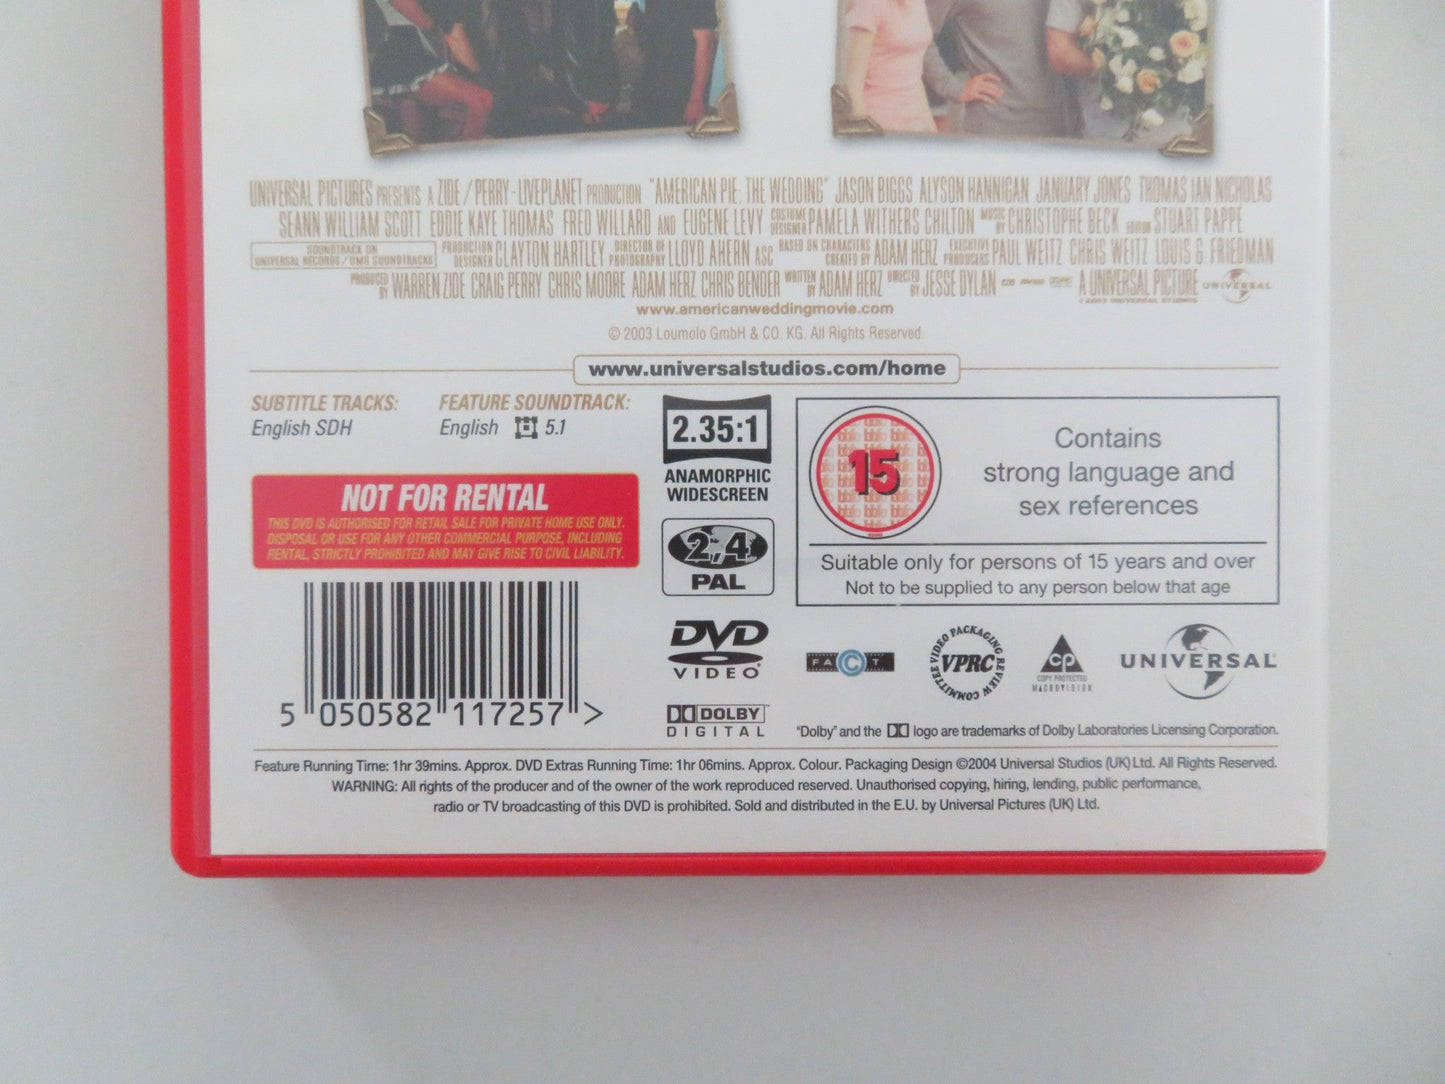 UNIVERSAL PICTURES PRESENTS A ZIDE / PERRY - LIVEPLANET PRODUCTION "AMERICAN PIE: THE WEDDING" JASON BIGGS ALYSON HANNIGAN JANUARY JONES THOMAS IAN NICHOLAS
SEANN WILLIAM SCOTT EDDIE KAYE THOMAS FRED WILLARD AND EUGENE LEVY COSTUME DESIGNER PAMELA WITHERS CHILTON MUSIC BY CHRISTOPHE BECK EDITOR STUART PAPPÉ
SOUNDTRACK ON UNIVERSAL RECORDS / UMG SOUNDTRACKS PRODUCTION DESIGNER CLAYTON HARTLEY DIRECTOR OF PHOTOGRAPHY LLOYD AHERN ASC BASED ON CHARACTERS CREATED BY ADAM HERZ EXECUTIVE PRODUCERS PAUL WEITZ CHRIS WEITZ LOUIS G. FRIEDMAN
PRODUCED BY WARREN ZIDE CRAIG PERRY CHRIS MOORE ADAM HERZ CHRIS BENDER WRITTEN BY ADAM HERZ DIRECTED BY JESSE DYLAN A UNIVERSAL PICTURE UNIVERSAL
© 2003 UNIVERSAL STUDIOS
www.americanweddingmovie.com
© 2003 Loumolo GmbH & CO. KG. All Rights Reserved.
www.universalstudios.com/home
SUBTITLE TRACKS:
English SDH
FEATURE SOUNDTRACK:
English 5.1
NOT FOR RENTAL
THIS DVD IS AUTHORISED FOR RETAIL SALE FOR PRIVATE HOME USE ONLY.
DISPOSAL OR USE FOR ANY OTHER COMMERCIAL PURPOSE, INCLUDING
RENTAL, STRICTLY PROHIBITED AND MAY GIVE RISE TO CIVIL LIABILITY.
5 050582 117257 >
2.35:1
ANAMORPHIC
WIDESCREEN
2,4
PAL
DVD
VIDEO
DOLBY
DIGITAL
15
Contains
strong language and
sex references
Suitable only for persons of 15 years and over
Not to be supplied to any person below that age
FACT
VIDEO PACKAGING REVIEW COMMITTEE
VPRC
CP
COPY PROTECTED
MACROVISION
UNIVERSAL
"Dolby" and the logo are trademarks of Dolby Laboratories Licensing Corporation.
Feature Running Time: 1hr 39mins. Approx. DVD Extras Running Time: 1hr 06mins. Approx. Colour. Packaging Design ©2004 Universal Studios (UK) Ltd. All Rights Reserved.
WARNING: All rights of the producer and of the owner of the work reproduced reserved. Unauthorised copying, hiring, lending, public performance,
radio or TV broadcasting of this DVD is prohibited. Sold and distributed in the E.U. by Universal Pictures (UK) Ltd.